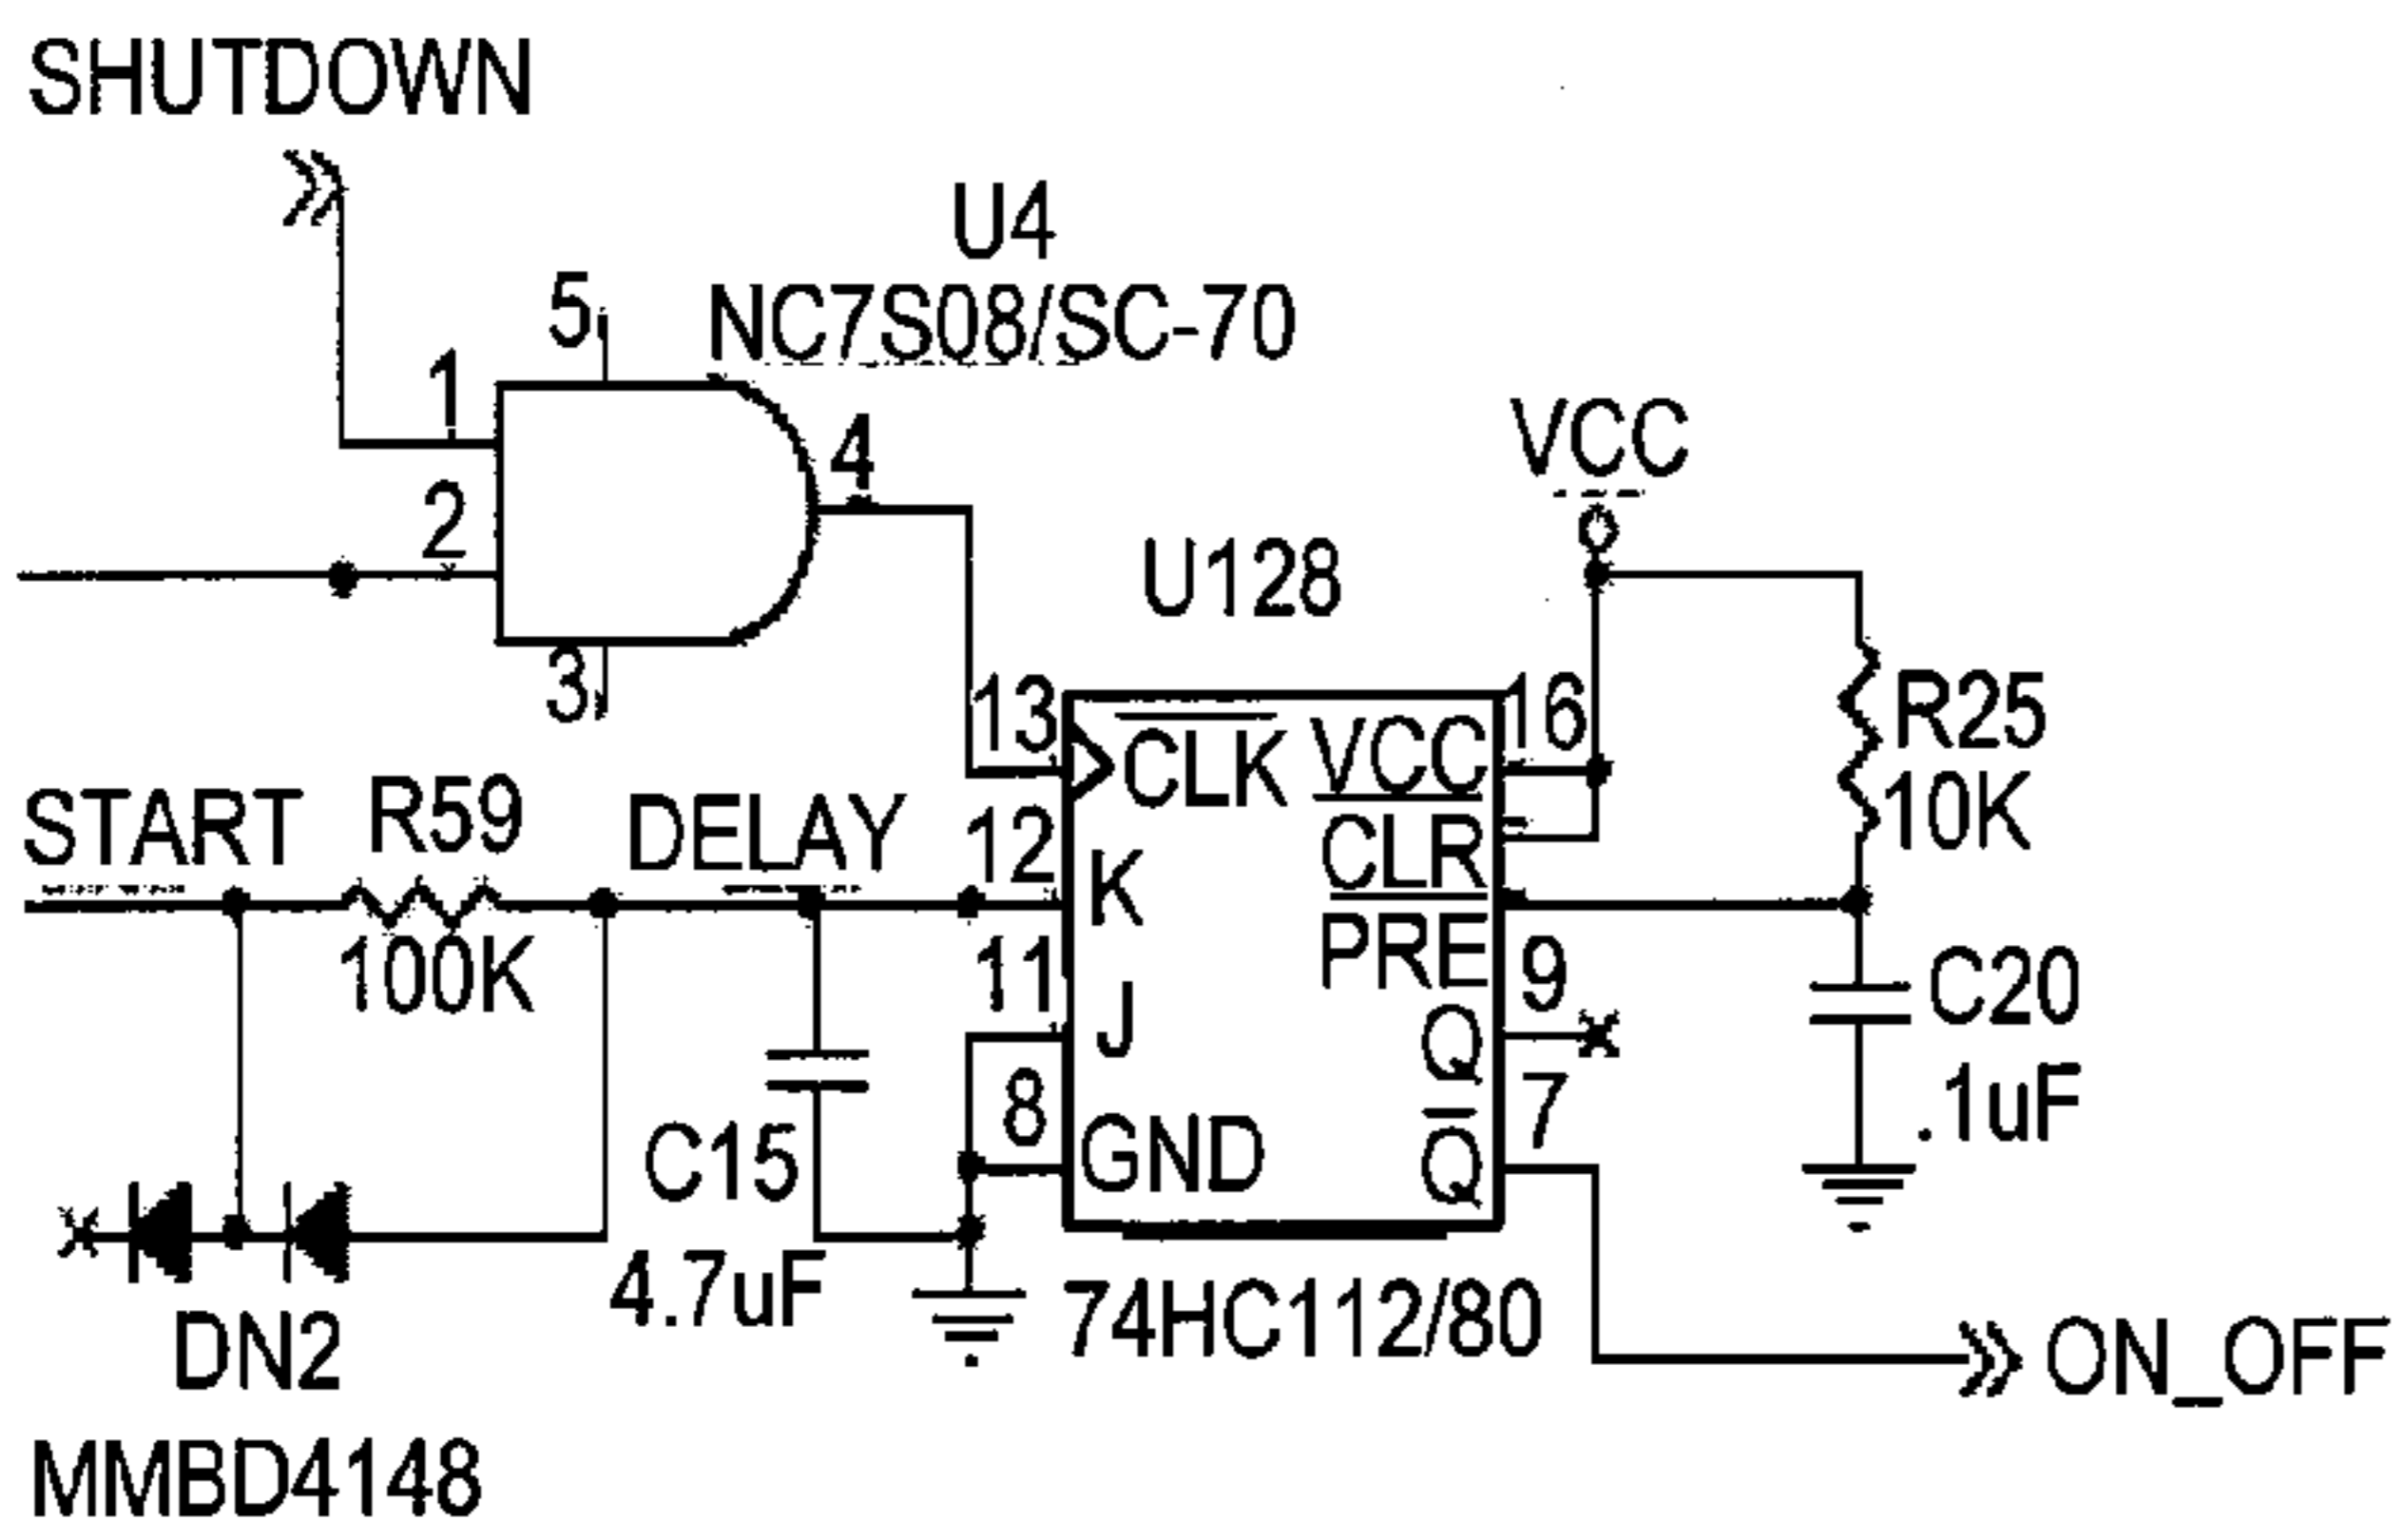 SHUTDOWN
U4
NC7S08/SC-70
5
1
2
4
3
VCC
U128
13
CLK
VCC
16
R25
10K
START
R59
100K
DELAY
12
K
CLR
PRE
11
J
9
Q
C20
.1uF
8
GND
7
Q
C15
4.7uF
DN2
MMBD4148
74HC112/80
ON_OFF